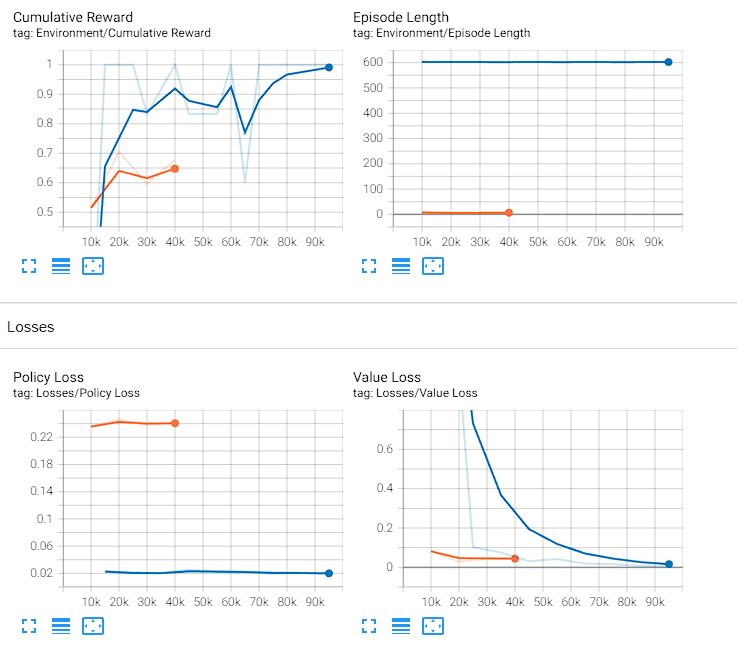 Cumulative Reward
tag: Environment/Cumulative Reward
1
0.9
0.8
0.7
0.6
0.5
10k 20k 30k 40k 50k 60k 70k 80k 90k
Episode Length
tag: Environment/Episode Length
600
500
400
300
200
100
0
10k 20k 30k 40k 50k 60k 70k 80k 90k
Losses
Policy Loss
tag: Losses/Policy Loss
0.22
0.18
0.14
0.1
0.06
0.02
10k 20k 30k 40k 50k 60k 70k 80k 90k
Value Loss
tag: Losses/Value Loss
0.6
0.4
0.2
0
10k 20k 30k 40k 50k 60k 70k 80k 90k